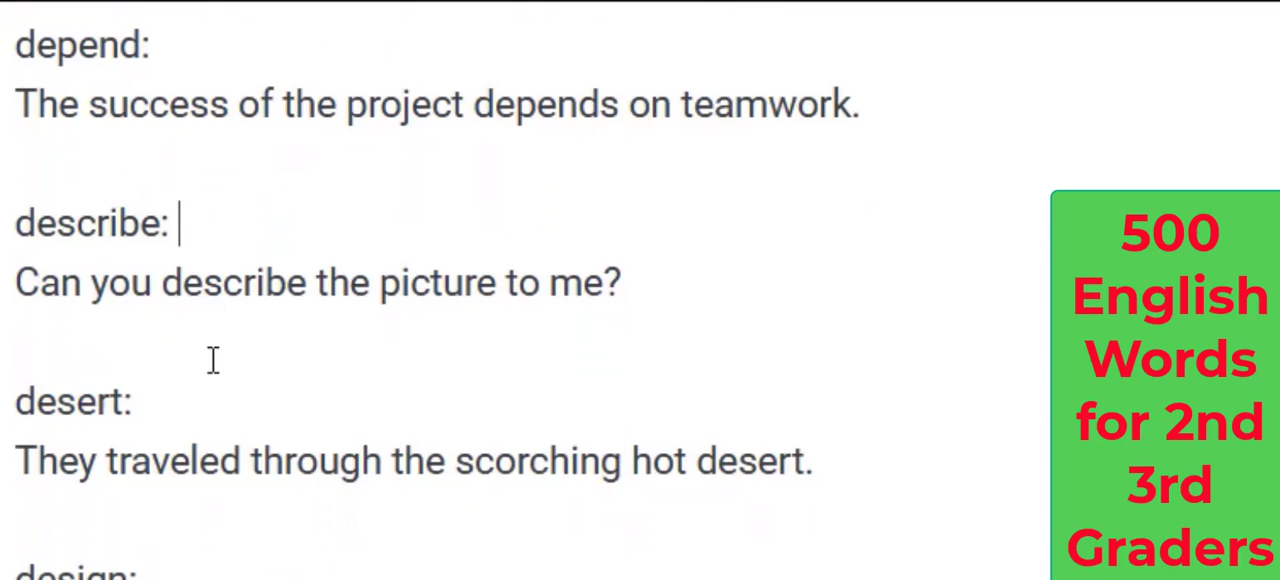 depend:
The success of the project depends on teamwork.
describe:
Can you describe the picture to me?
desert:
They traveled through the scorching hot desert.
design:
500
English
Words
for 2nd
3rd
Graders